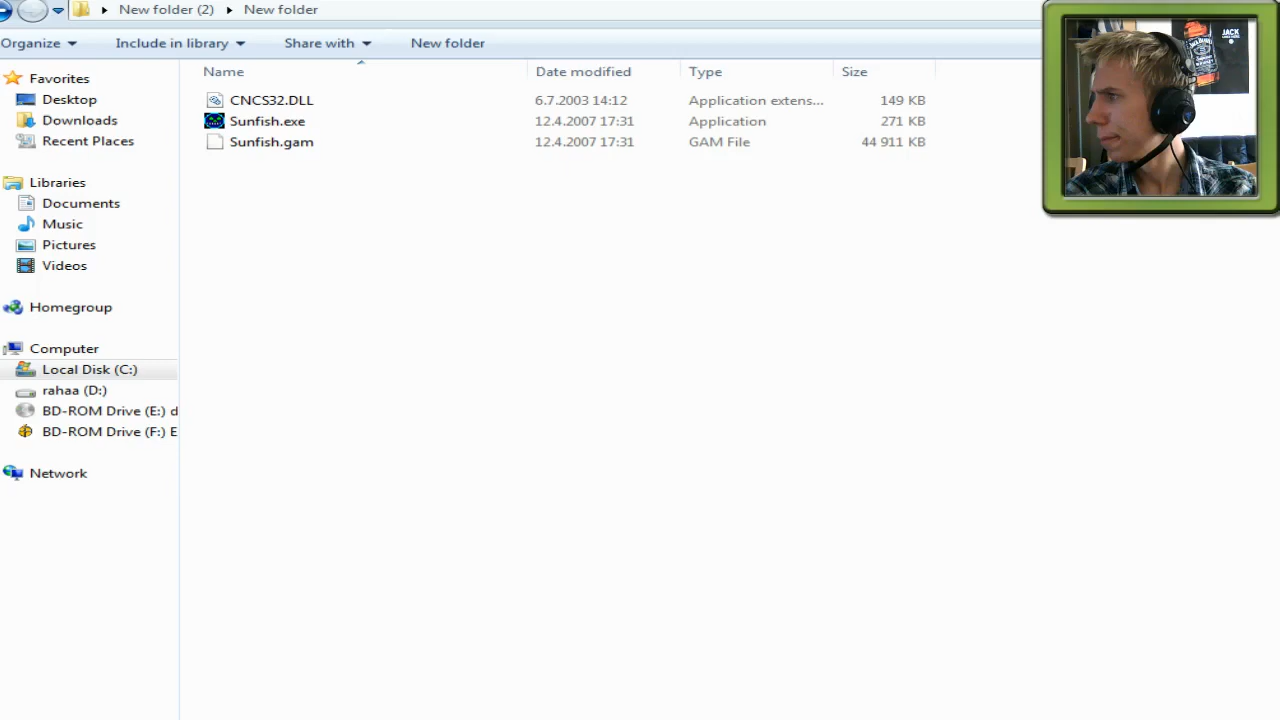 New folder (2) New folder
Organize Include in library Share with New folder
Name Date modified Type Size
CNCS32.DLL 6.7.2003 14:12 Application extens... 149 KB
Sunfish.exe 12.4.2007 17:31 Application 271 KB
Sunfish.gam 12.4.2007 17:31 GAM File 44 911 KB
Favorites
Desktop
Downloads
Recent Places
Libraries
Documents
Music
Pictures
Videos
Homegroup
Computer
Local Disk (C:)
rahaa (D:)
BD-ROM Drive (E:) d
BD-ROM Drive (F:) E
Network
JACK